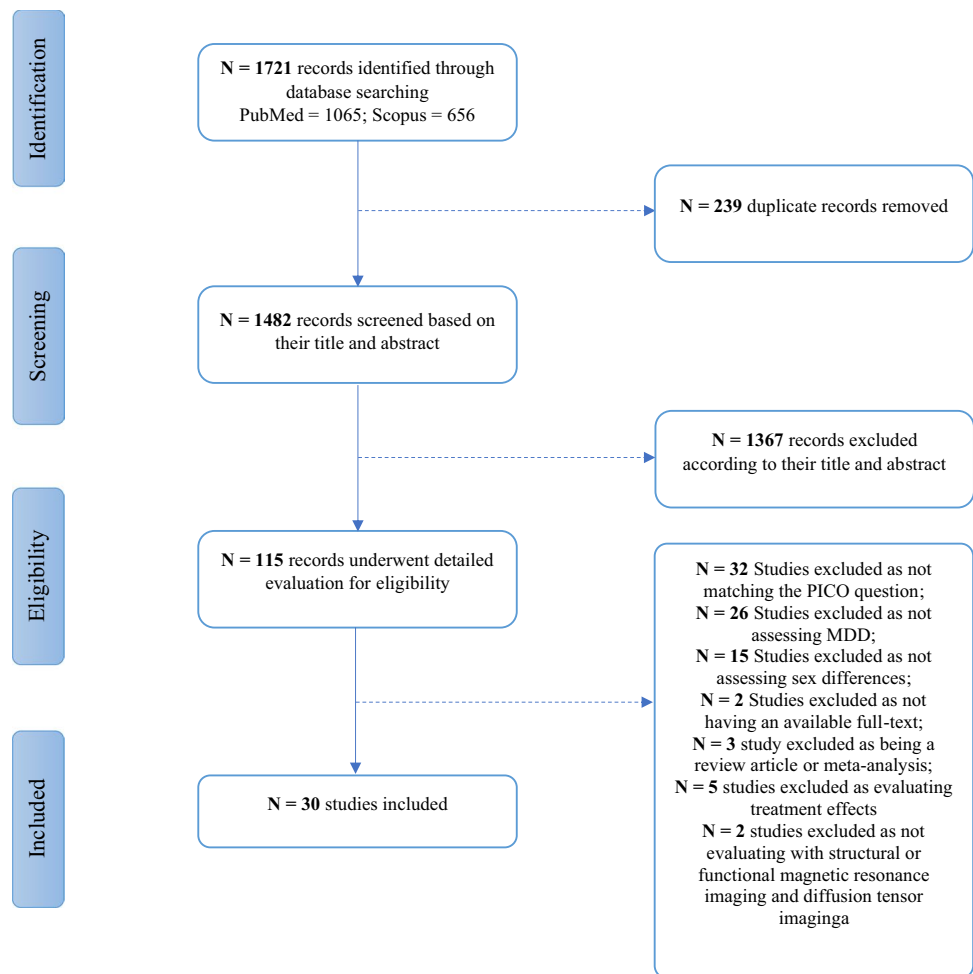 Identification
N = 1721 records identified through
database searching
PubMed = 1065; Scopus = 656
N = 239 duplicate records removed
Screening
N = 1482 records screened based on
their title and abstract
N = 1367 records excluded
according to their title and abstract
Eligibility
N = 115 records underwent detailed
evaluation for eligibility
N = 32 Studies excluded as not
matching the PICO question;
N = 26 Studies excluded as not
assessing MDD;
N = 15 Studies excluded as not
assessing sex differences;
N = 2 Studies excluded as not
having an available full-text;
N = 3 study excluded as being a
review article or meta-analysis;
N = 5 studies excluded as evaluating
treatment effects
N = 2 studies excluded as not
evaluating with structural or
functional magnetic resonance
imaging and diffusion tensor
imaginga
Included
N = 30 studies included